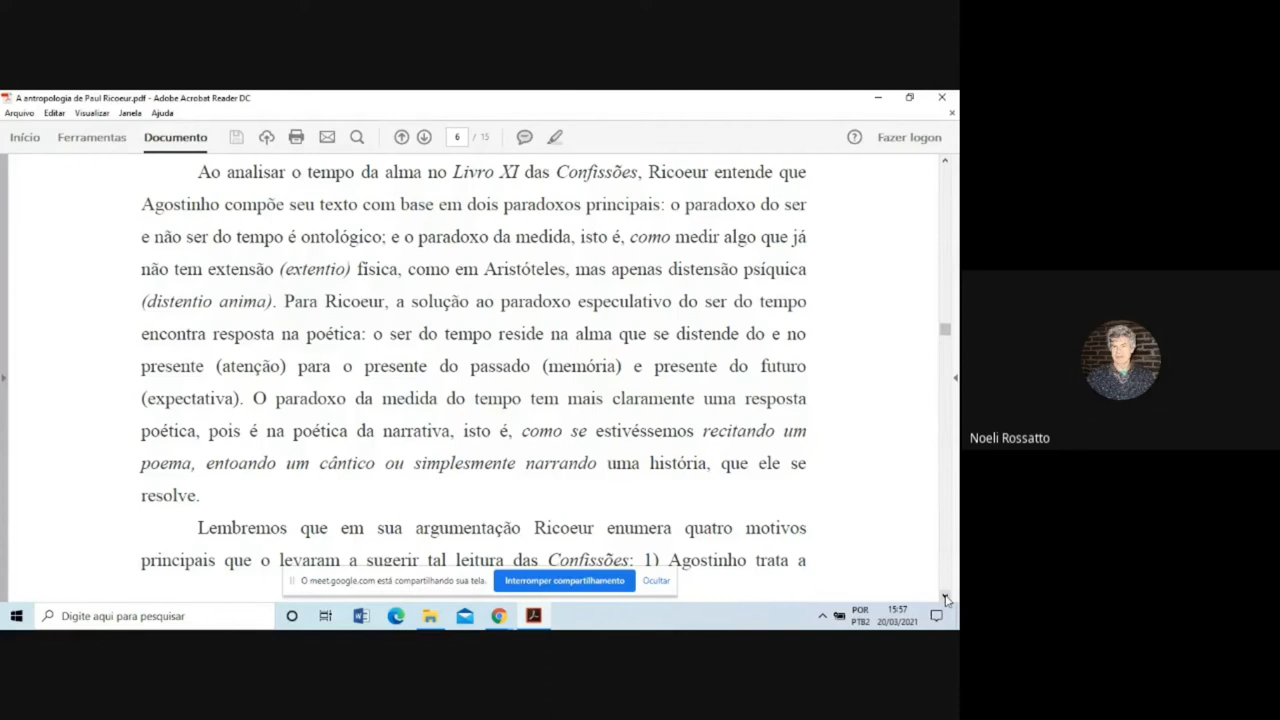 A antropologia de Paul Ricoeur.pdf - Adobe Acrobat Reader DC
Arquivo Editar Visualizar Janela Ajuda
Início Ferramentas Documento 6 / 15 Fazer logon
Ao analisar o tempo da alma no Livro XI das Confissões, Ricoeur entende que
Agostinho compõe seu texto com base em dois paradoxos principais: o paradoxo do ser
e não ser do tempo é ontológico; e o paradoxo da medida, isto é, como medir algo que já
não tem extensão (extentio) física, como em Aristóteles, mas apenas distensão psíquica
(distentio anima). Para Ricoeur, a solução ao paradoxo especulativo do ser do tempo
encontra resposta na poética: o ser do tempo reside na alma que se distende do e no
presente (atenção) para o presente do passado (memória) e presente do futuro
(expectativa). O paradoxo da medida do tempo tem mais claramente uma resposta
poética, pois é na poética da narrativa, isto é, como se estivéssemos recitando um
poema, entoando um cântico ou simplesmente narrando uma história, que ele se
resolve.
Lembremos que em sua argumentação Ricoeur enumera quatro motivos
principais que o levaram a sugerir tal leitura das Confissões: 1) Agostinho trata a
O meet.google.com está compartilhando sua tela. Interromper compartilhamento Ocultar
Digite aqui para pesquisar
POR
PTB2
15:57
20/03/2021
Noeli Rossatto